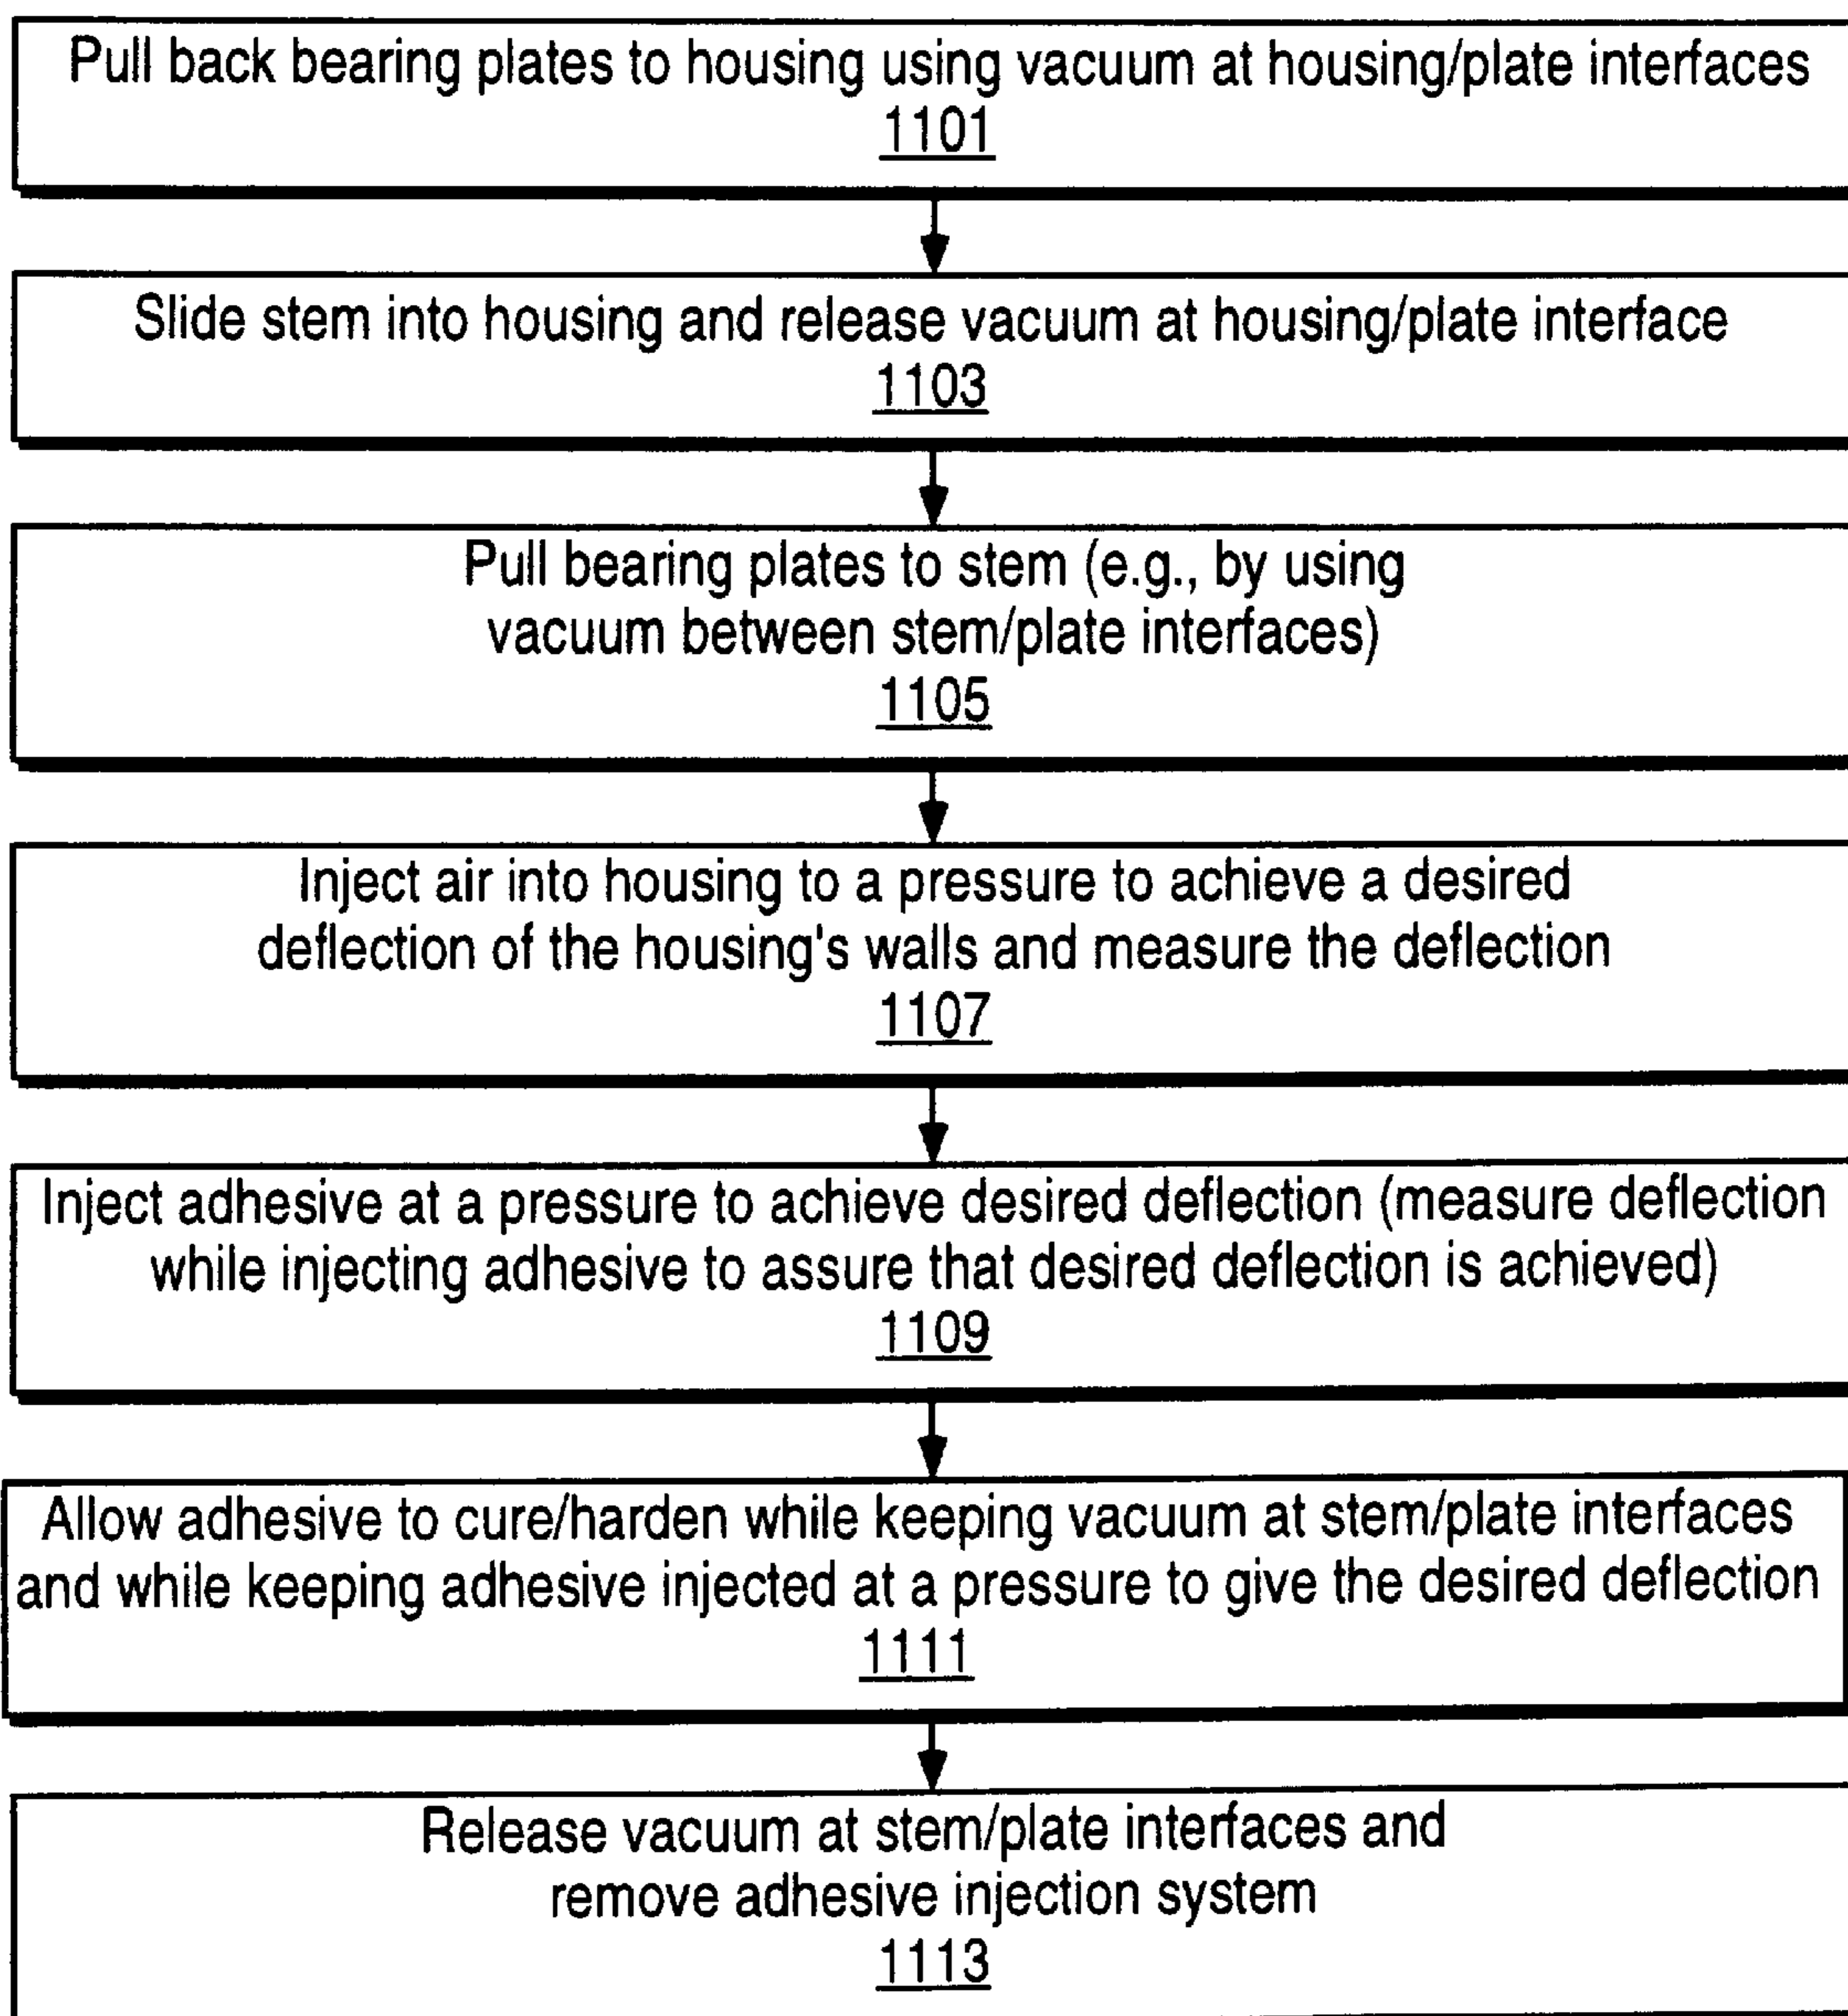 Pull back bearing plates to housing using vacuum at housing/plate interfaces
1101
Slide stem into housing and release vacuum at housing/plate interface
1103
Pull bearing plates to stem (e.g., by using
vacuum between stem/plate interfaces)
1105
Inject air into housing to a pressure to achieve a desired
deflection of the housing's walls and measure the deflection
1107
Inject adhesive at a pressure to achieve desired deflection (measure deflection
while injecting adhesive to assure that desired deflection is achieved)
1109
Allow adhesive to cure/harden while keeping vacuum at stem/plate interfaces
and while keeping adhesive injected at a pressure to give the desired deflection
1111
Release vacuum at stem/plate interfaces and
remove adhesive injection system
1113